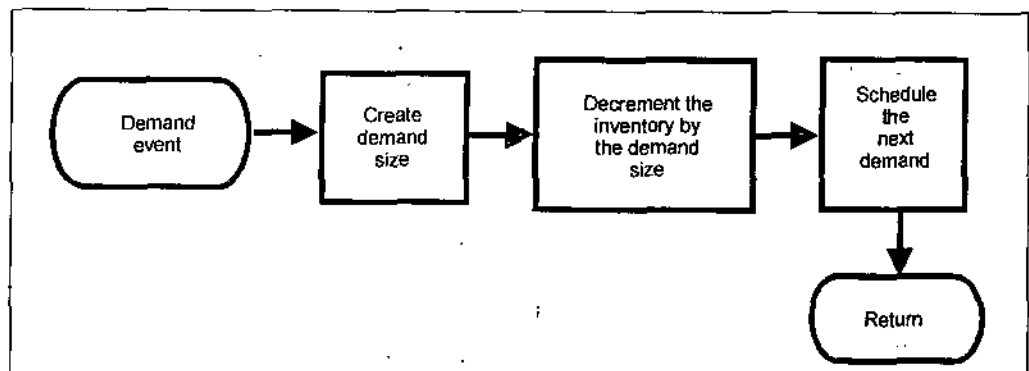 Demand
event
Create
demand
size
Decrement the
inventory by
the demand
size
Schedule
the
next
demand
Return